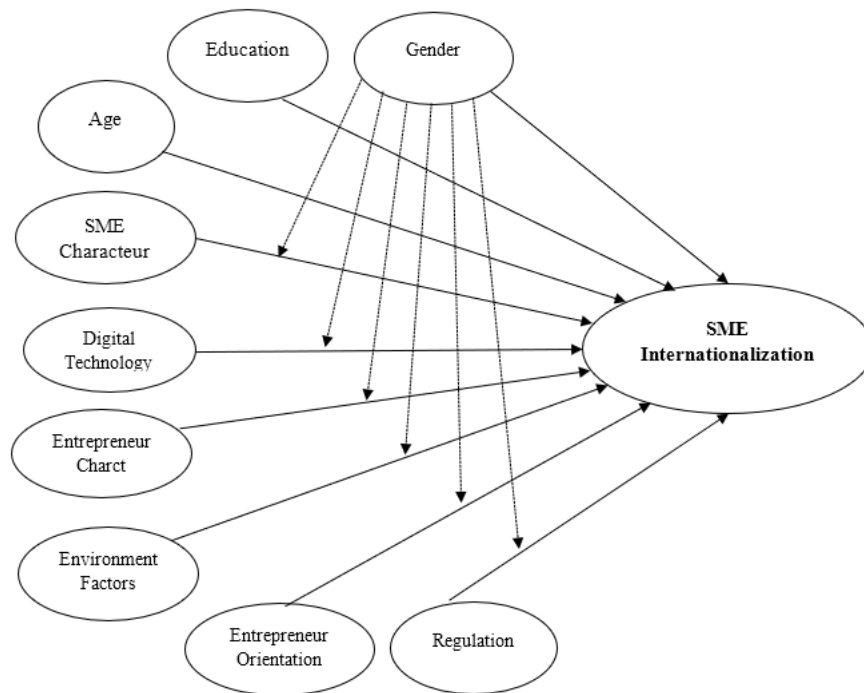 Education
Gender
Age
SME
Characteur
Digital
Technology
SME
Internationalization
Entrepreneur
Charct
Environment
Factors
Entrepreneur
Orientation
Regulation